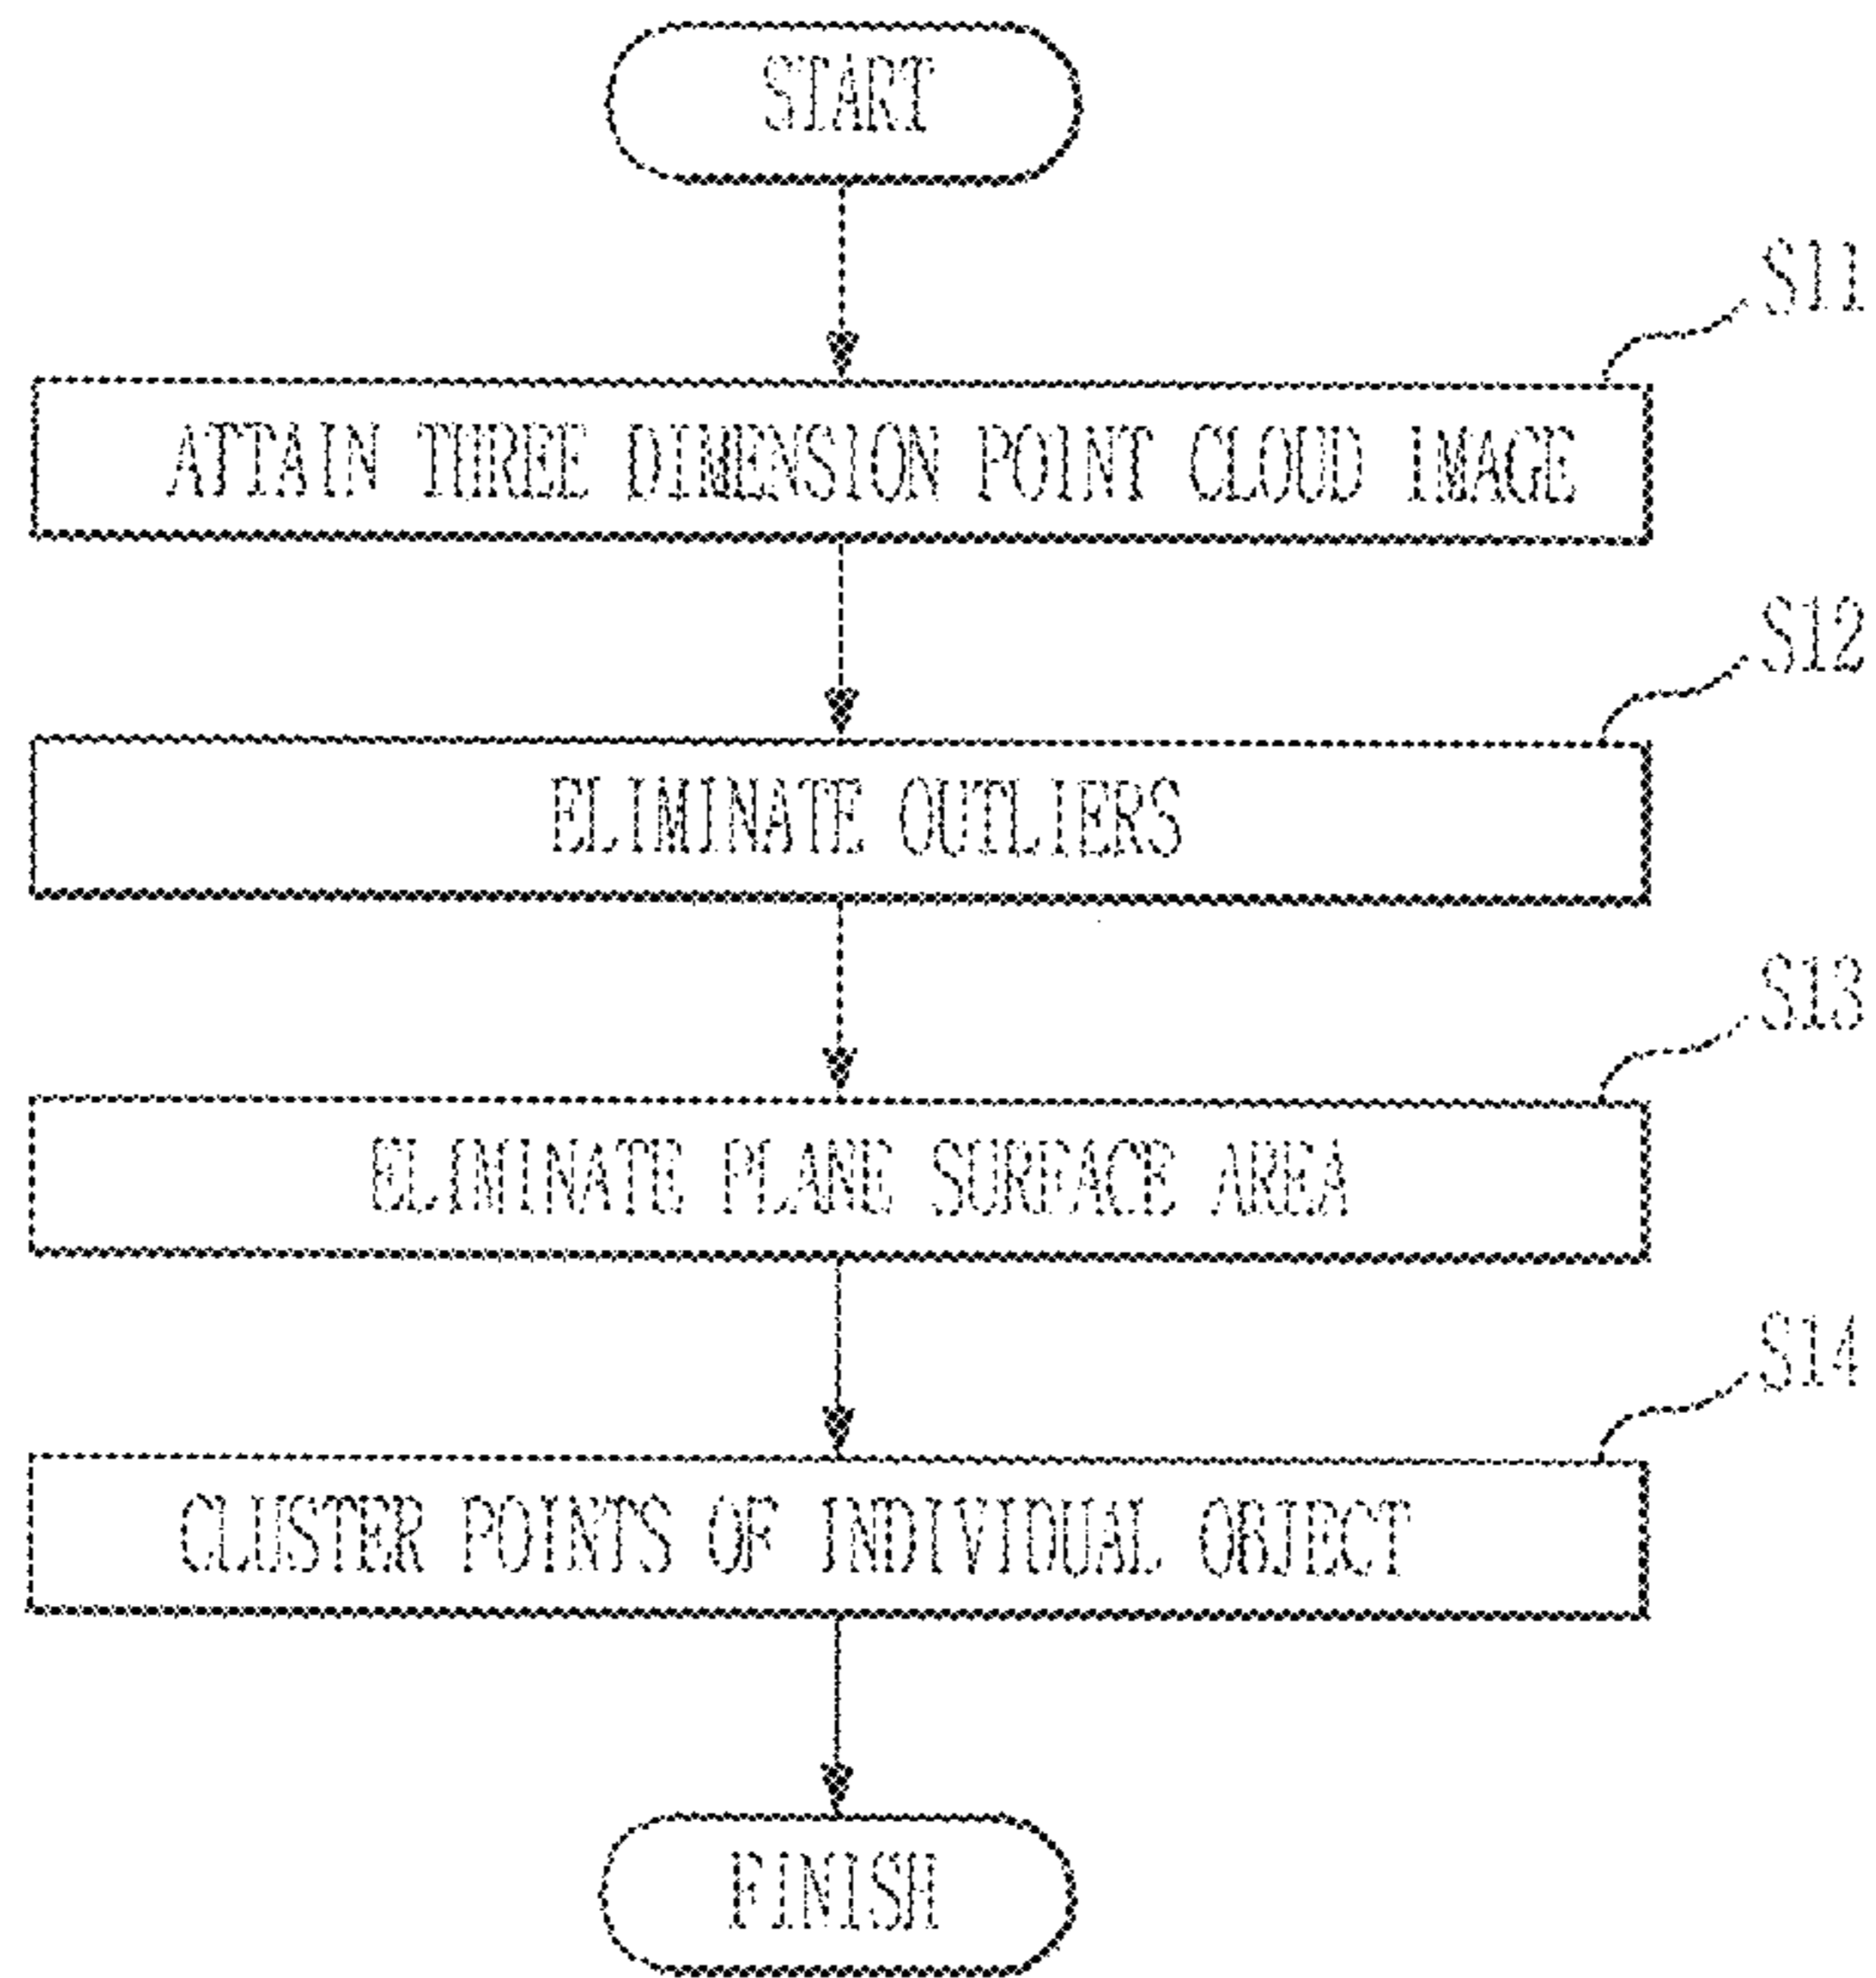 START
S11
ATTAIN THREE DIMENSION POINT CLOUD IMAGE
S12
ELIMINATE OUTLIERS
S13
ELIMINATE PLANE SURFACE AREA
S14
CLUSTER POINTS OF INDIVIDUAL OBJECT
FINISH